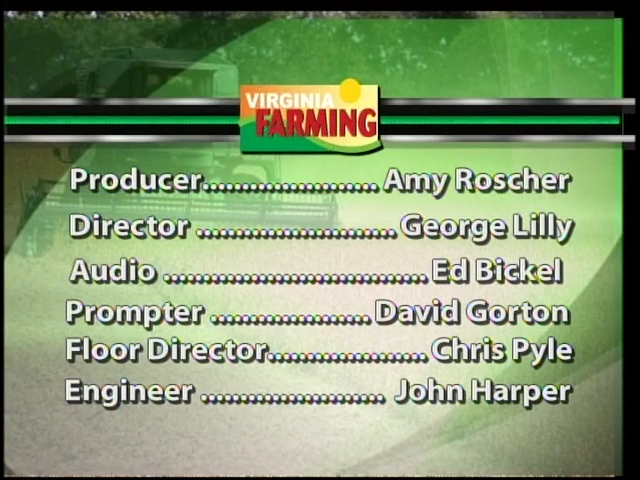 VIRGINIA
FARMING
Producer...................... Amy Roscher
Director .......................... George Lilly
Audio .................................. Ed Bickel
Prompter .................... David Gorton
Floor Director..................... Chris Pyle
Engineer ........................ John Harper